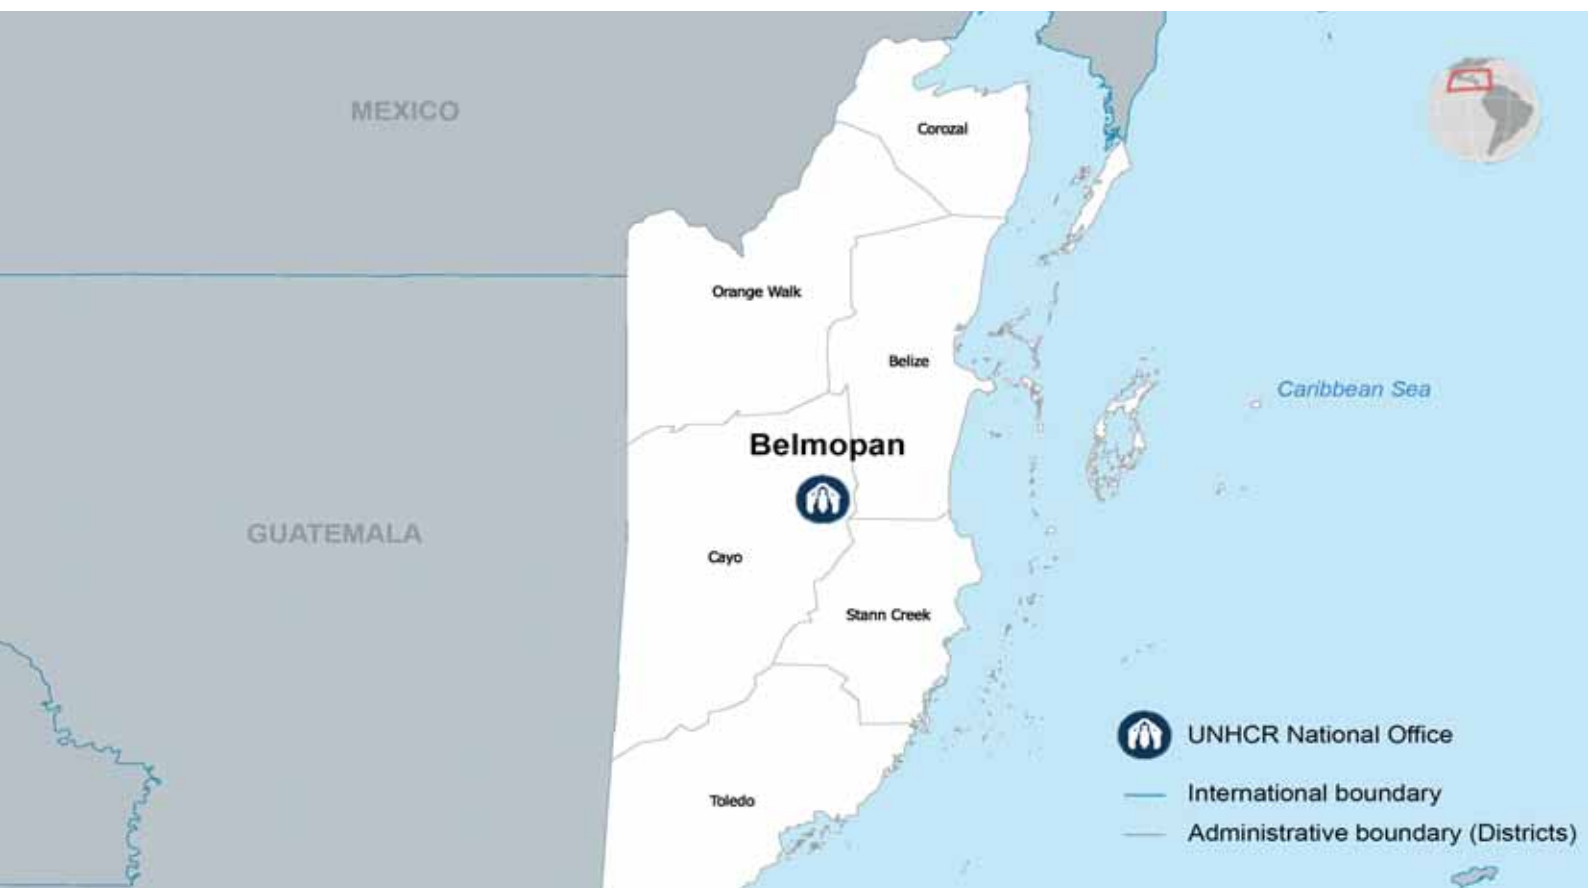 MEXICO
Corozal
Orange Walk
Belize
Caribbean Sea
Belmopan
GUATEMALA
Cayo
Stann Creek
UNHCR National Office
International boundary
Toledo
Administrative boundary (Districts)